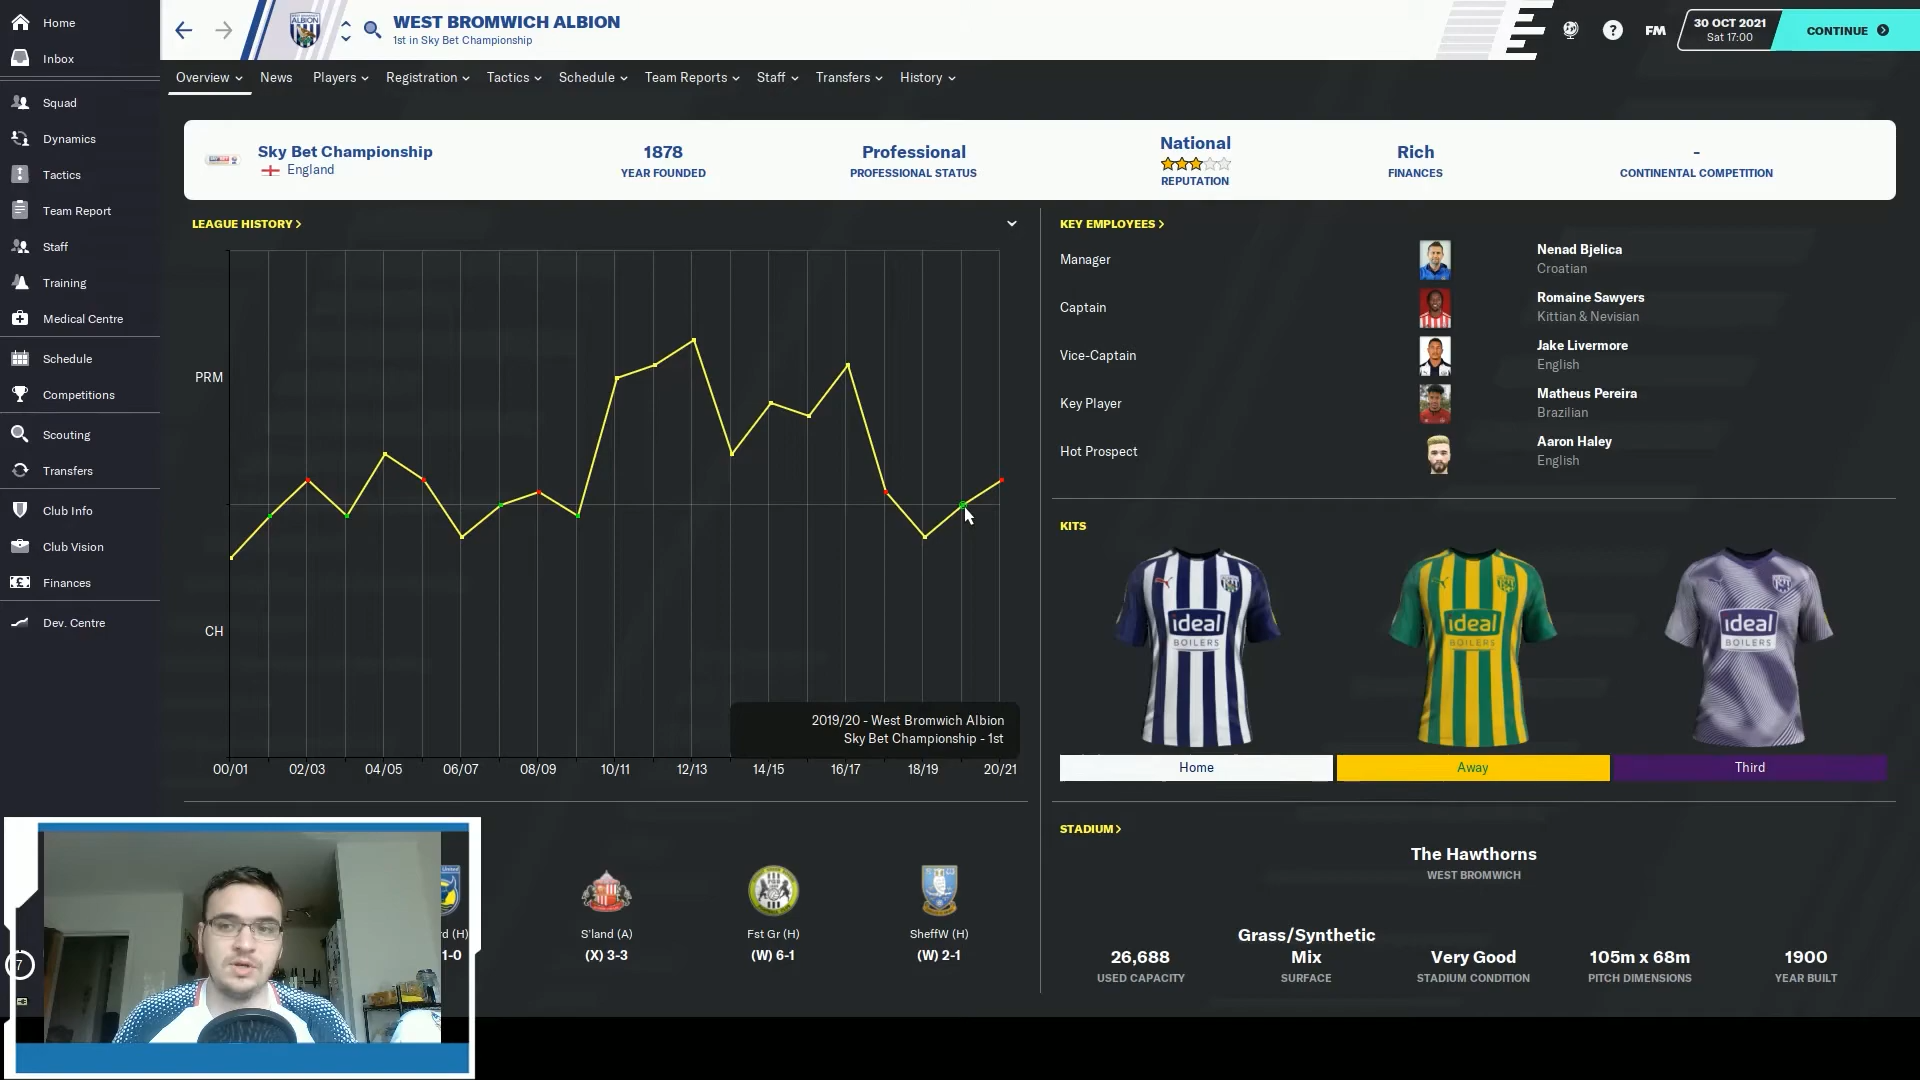 Home
Inbox
Squad
Dynamics
Tactics
Team Report
Staff
Training
Medical Centre
Schedule
Competitions
Scouting
Transfers
Club Info
Club Vision
Finances
Dev. Centre
WEST BROMWICH ALBION
1st in Sky Bet Championship
FM
30 OCT 2021
Sat 17:00
CONTINUE
Overview News Players Registration Tactics Schedule Team Reports Staff Transfers History
Sky Bet Championship
England
1878
YEAR FOUNDED
Professional
PROFESSIONAL STATUS
National
REPUTATION
Rich
FINANCES
-
CONTINENTAL COMPETITION
LEAGUE HISTORY >
PRM
CH
2019/20 - West Bromwich Albion
Sky Bet Championship - 1st
00/01 02/03 04/05 06/07 08/09 10/11 12/13 14/15 16/17 18/19 20/21
KEY EMPLOYEES >
Manager
Nenad Bjelica
Croatian
Captain
Romaine Sawyers
Kittian & Nevisian
Vice-Captain
Jake Livermore
English
Key Player
Matheus Pereira
Brazilian
Hot Prospect
Aaron Haley
English
KITS
ideal
BOILERS
ideal
BOILERS
ideal
BOILERS
Home
Away
Third
rd (H)
1-0
S'land (A)
(X) 3-3
Fst Gr (H)
(W) 6-1
SheffW (H)
(W) 2-1
STADIUM >
The Hawthorns
WEST BROMWICH
26,688
USED CAPACITY
Grass/Synthetic
Mix
SURFACE
Very Good
STADIUM CONDITION
105m x 68m
PITCH DIMENSIONS
1900
YEAR BUILT